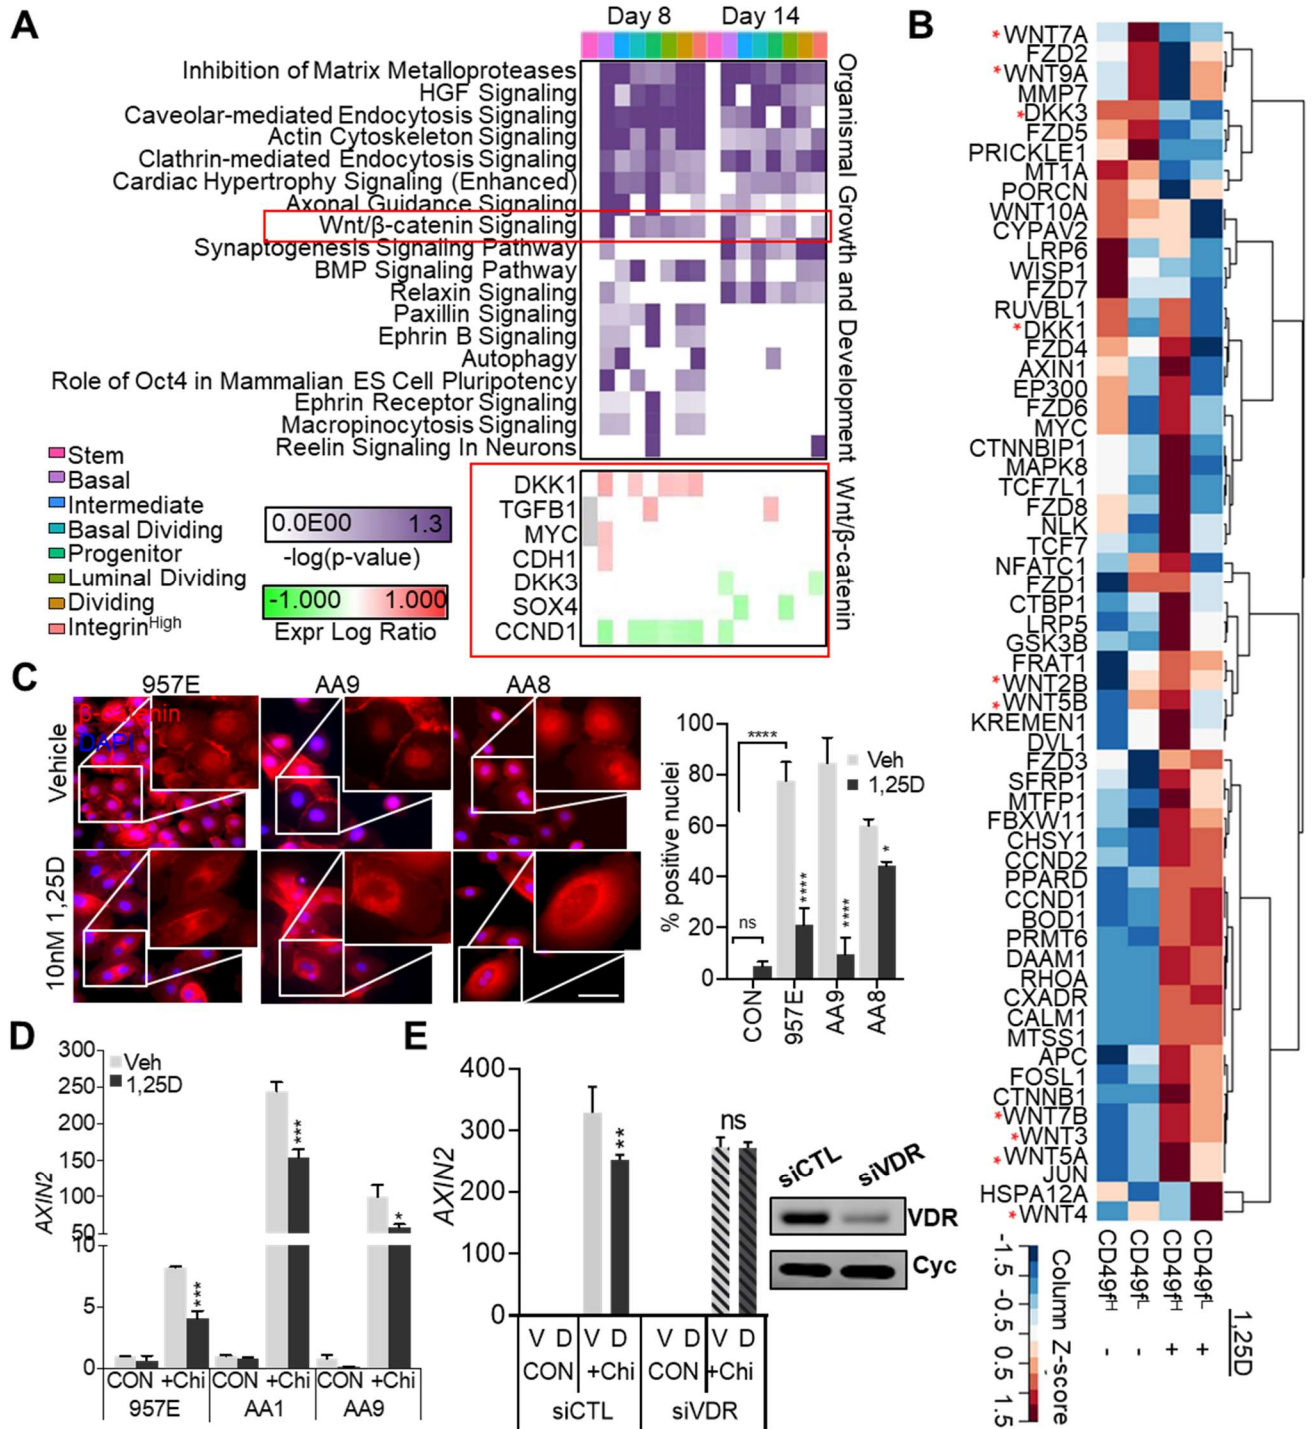 A
Day 8
Day 14
Inhibition of Matrix Metalloproteases
HGF Signaling
Caveolar-mediated Endocytosis Signaling
Actin Cytoskeleton Signaling
Clathrin-mediated Endocytosis Signaling
Cardiac Hypertrophy Signaling (Enhanced)
Axonal Guidance Signaling
Wnt/β-catenin Signaling
Synaptogenesis Signaling Pathway
BMP Signaling Pathway
Relaxin Signaling
Paxillin Signaling
Ephrin B Signaling
Autophagy
Role of Oct4 in Mammalian ES Cell Pluripotency
Ephrin Receptor Signaling
Macropinocytosis Signaling
Reelin Signaling In Neurons
Organismal Growth and Development
Stem
Basal
Intermediate
Basal Dividing
Progenitor
Luminal Dividing
Dividing
IntegrinHigh
0.0E00 1.3
-log(p-value)
-1.000 1.000
Expr Log Ratio
DKK1
TGFB1
MYC
CDH1
DKK3
SOX4
CCND1
Wnt/β-catenin
B
*WNT7A
FZD2
*WNT9A
MMP7
*DKK3
FZD5
PRICKLE1
MT1A
PORCN
WNT10A
CYPAV2
LRP6
WISP1
FZD7
RUVBL1
*DKK1
FZD4
AXIN1
EP300
FZD6
MYC
CTNNBIP1
MAPK8
TCF7L1
FZD8
NLK
TCF7
NFATC1
FZD1
CTBP1
LRP5
GSK3B
FRAT1
*WNT2B
*WNT5B
KREMEN1
DVL1
FZD3
SFRP1
MTFP1
FBXW11
CHSY1
CCND2
PPARD
CCND1
BOD1
PRMT6
DAAM1
RHOA
CXADR
CALM1
MTSS1
APC
FOSL1
CTNNB1
*WNT7B
*WNT3
*WNT5A
JUN
HSPA12A
*WNT4
-1.5 -0.5 0.5 1.5
Column Z-score
CD49fH -
CD49fL -
CD49fH +
CD49fL +
1,25D
C
957E
AA9
AA8
β-catenin
DAPI
Vehicle
10nM 1,25D
% positive nuclei
100
80
60
40
20
0
****
ns
****
****
*
Veh
1,25D
CON
957E
AA9
AA8
D
AXIN2
300
250
200
150
100
50
10
5
0
Veh
1,25D
***
***
*
CON +Chi CON +Chi CON +Chi
957E AA1 AA9
E
AXIN2
400
300
200
100
0
**
ns
V D V D V D V D
CON +Chi CON +Chi
siCTL siVDR
siCTL siVDR
VDR
Cyc